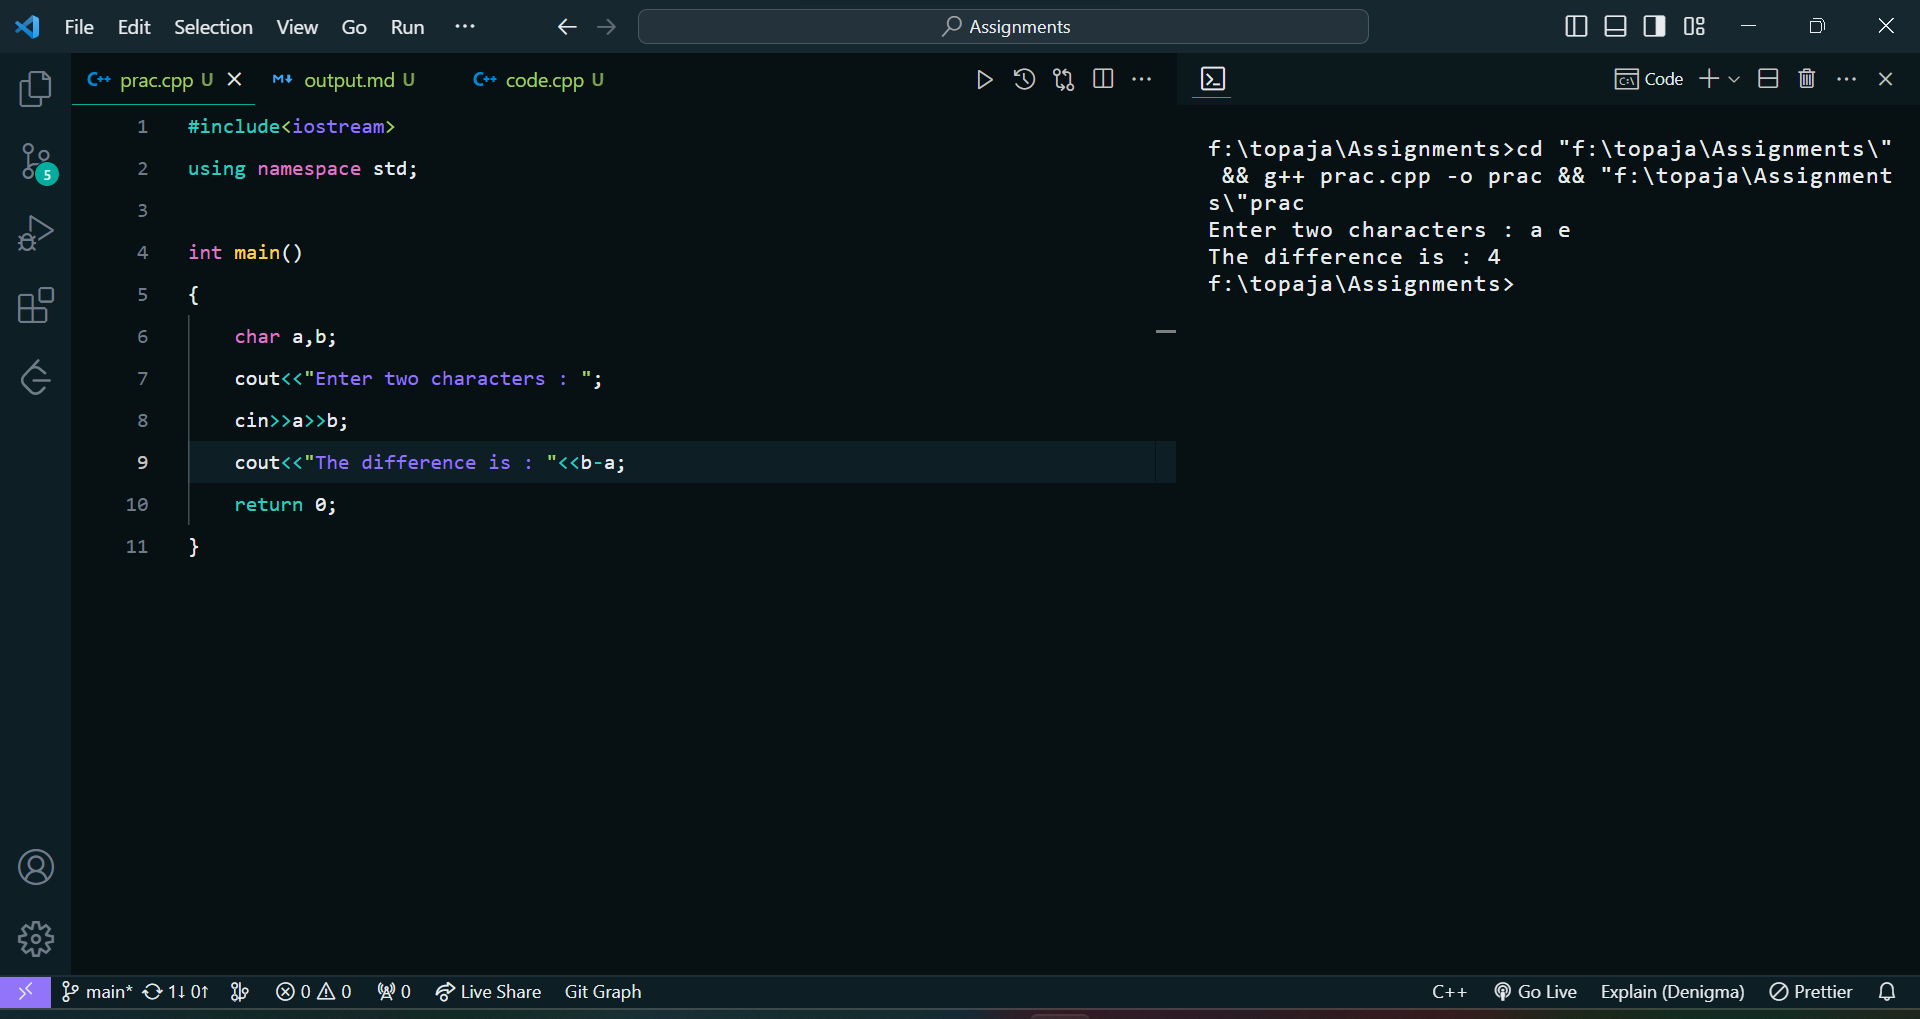 File Edit Selection View Go Run ··· Assignments
C++ prac.cpp U M↓ output.md U C++ code.cpp U
1 #include<iostream>
2 using namespace std;
3
4 int main()
5 {
6 char a,b;
7 cout<<"Enter two characters : ";
8 cin>>a>>b;
9 cout<<"The difference is : "<<b-a;
10 return 0;
11 }
Code
f:\topaja\Assignments>cd "f:\topaja\Assignments\"
&& g++ prac.cpp -o prac && "f:\topaja\Assignment
s\"prac
Enter two characters : a e
The difference is : 4
f:\topaja\Assignments>
5
main* 1↓ 0↑ 0 0 0 Live Share Git Graph C++ Go Live Explain (Denigma) Prettier